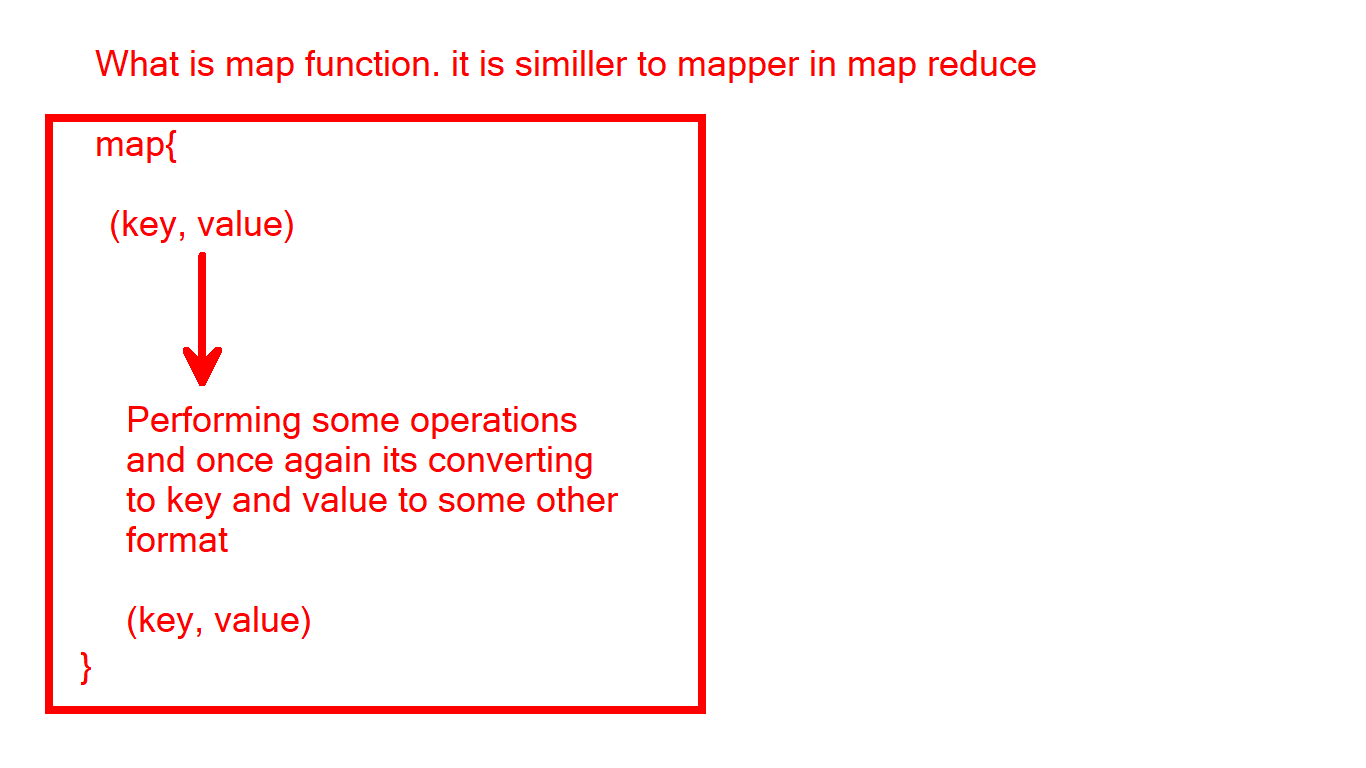 What is map function. it is similler to mapper in map reduce
map{
(key, value)
Performing some operations
and once again its converting
to key and value to some other
format
(key, value)
}